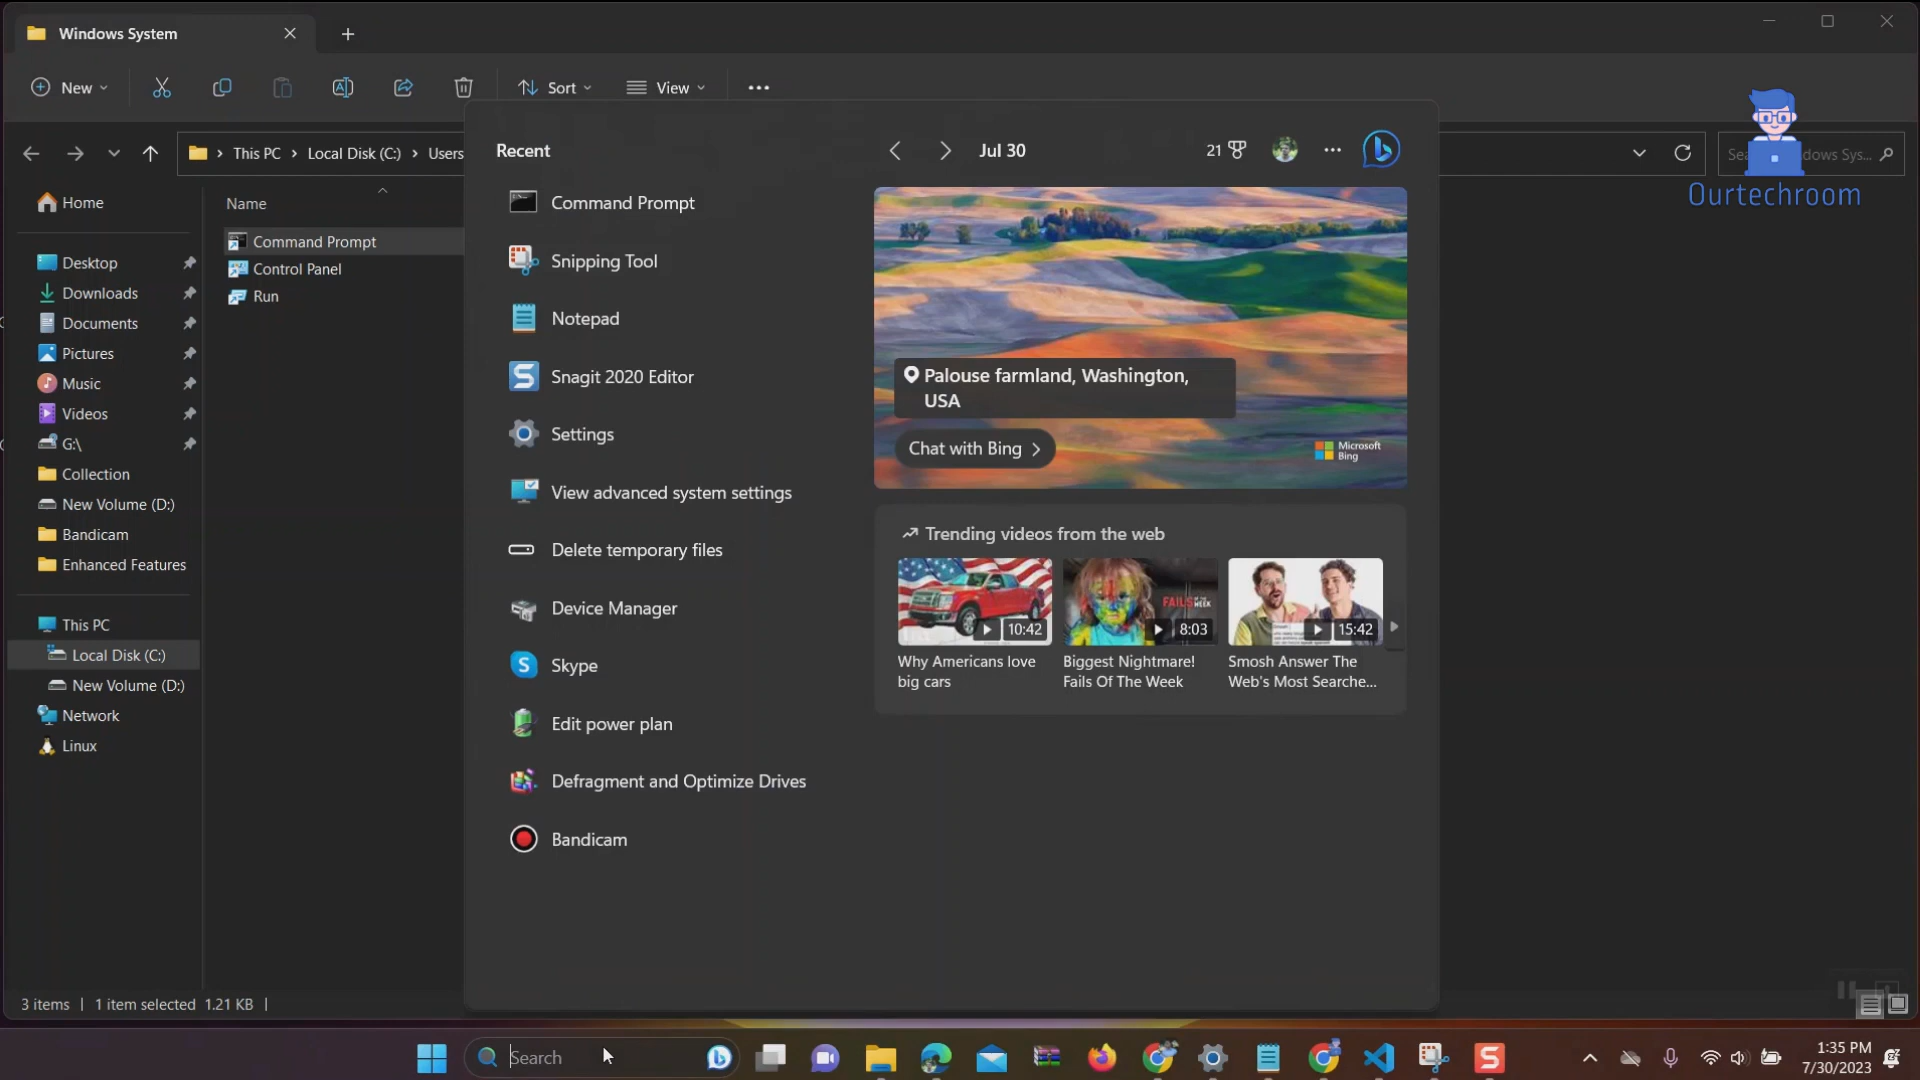 Windows System
New
Sort
View
This PC
Local Disk (C:)
Users
Ourtechroom
Home
Desktop
Downloads
Documents
Pictures
Music
Videos
G:\
Collection
New Volume (D:)
Bandicam
Enhanced Features
This PC
Local Disk (C:)
New Volume (D:)
Network
Linux
Name
Command Prompt
Control Panel
Run
3 items
1 item selected 1.21 KB
Recent
Command Prompt
Snipping Tool
Notepad
Snagit 2020 Editor
Settings
View advanced system settings
Delete temporary files
Device Manager
Skype
Edit power plan
Defragment and Optimize Drives
Bandicam
Jul 30
21
Palouse farmland, Washington,
USA
Chat with Bing
Microsoft
Bing
Trending videos from the web
10:42
FAILS OF THE WEEK
8:03
15:42
Why Americans love
big cars
Biggest Nightmare!
Fails Of The Week
Smosh Answer The
Web's Most Searche...
Search
1:35 PM
7/30/2023